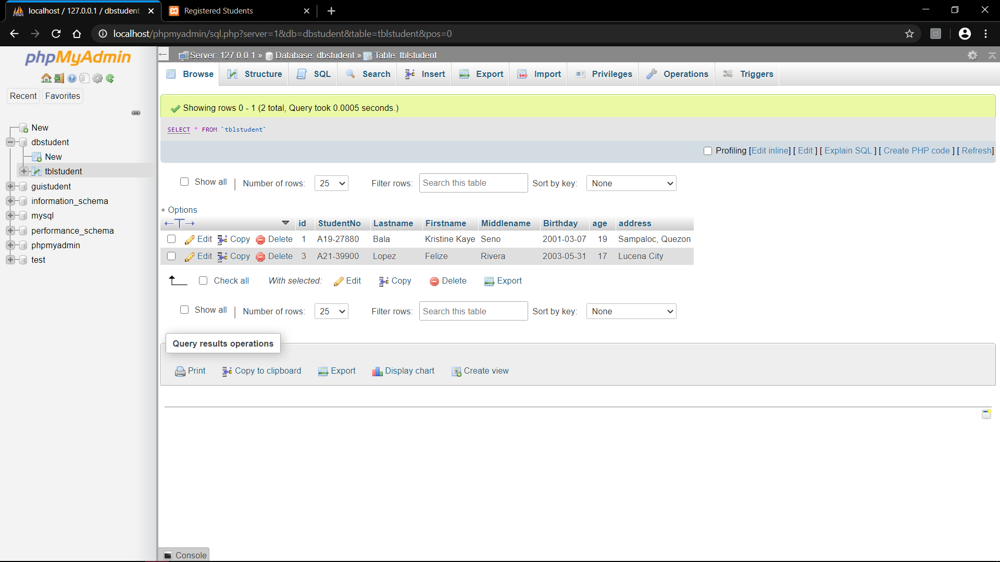 localhost / 127.0.0.1 / dbstudent
Registered Students
localhost/phpmyadmin/sql.php?server=1&db=dbstudent&table=tblstudent&pos=0
phpMyAdmin
Recent Favorites
New
dbstudent
New
tblstudent
guistudent
information_schema
mysql
performance_schema
phpmyadmin
test
Server: 127.0.0.1 » Database: dbstudent » Table: tblstudent
Browse Structure SQL Search Insert Export Import Privileges Operations Triggers
Showing rows 0 - 1 (2 total, Query took 0.0005 seconds.)
SELECT * FROM `tblstudent`
Profiling [Edit inline] [ Edit ] [ Explain SQL ] [ Create PHP code ] [ Refresh]
Show all | Number of rows: 25 Filter rows: Search this table Sort by key: None
+ Options
←T→ id StudentNo Lastname Firstname Middlename Birthday age address
Edit Copy Delete 1 A19-27880 Bala Kristine Kaye Seno 2001-03-07 19 Sampaloc, Quezon
Edit Copy Delete 3 A21-39900 Lopez Felize Rivera 2003-05-31 17 Lucena City
Check all With selected: Edit Copy Delete Export
Show all | Number of rows: 25 Filter rows: Search this table Sort by key: None
Query results operations
Print Copy to clipboard Export Display chart Create view
Console